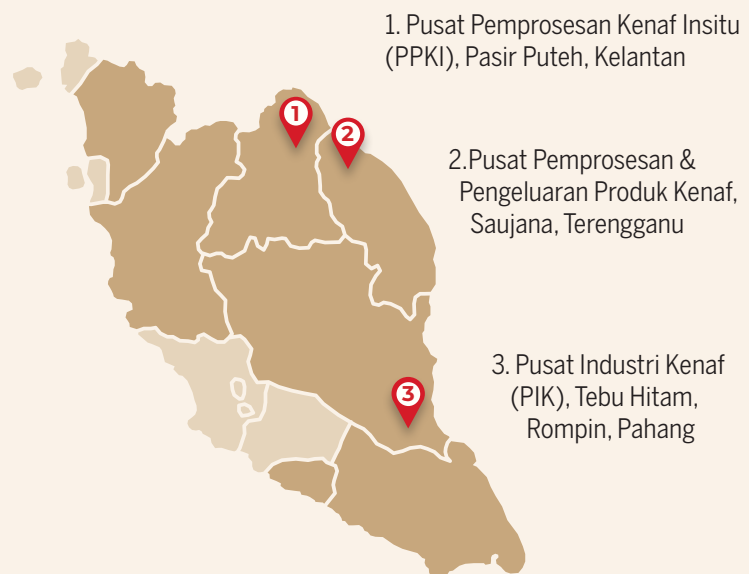 1. Pusat Pemprosesan Kenaf Insitu
(PPKI), Pasir Puteh, Kelantan
1
2
2.Pusat Pemprosesan &
Pengeluaran Produk Kenaf,
Saujana, Terengganu
3. Pusat Industri Kenaf
(PIK), Tebu Hitam,
Rompin, Pahang
3